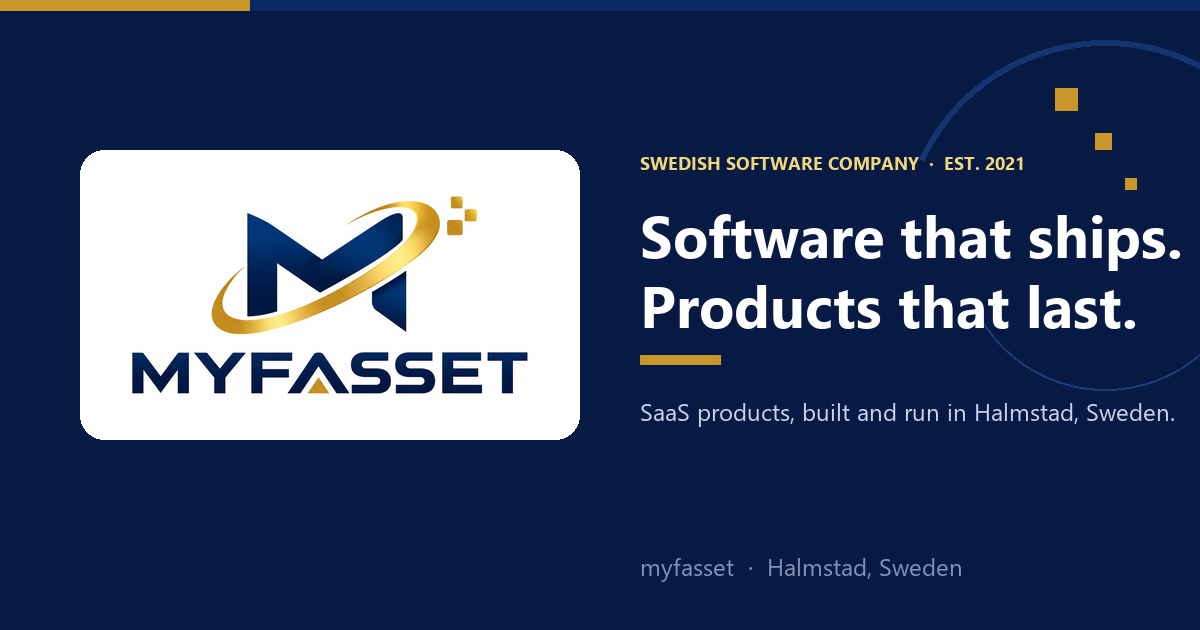 MYFASSET
SWEDISH SOFTWARE COMPANY · EST. 2021
Software that ships.
Products that last.
SaaS products, built and run in Halmstad, Sweden.
myfasset · Halmstad, Sweden